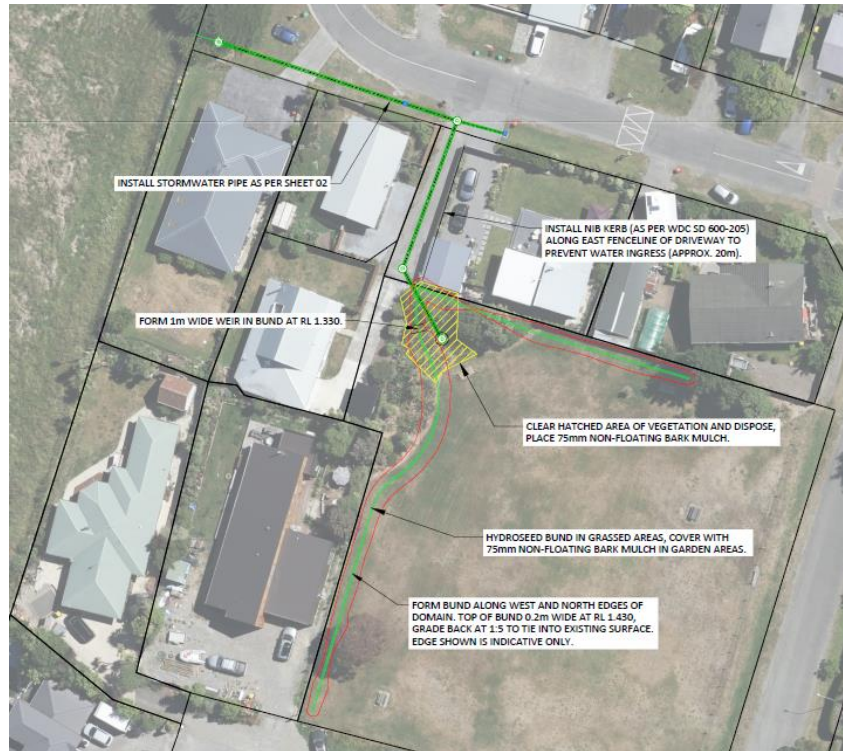 INSTALL STORMWATER PIPE AS PER SHEET 02
INSTALL NIB KERB (AS PER WDC SD 600-205)
ALONG EAST FENCELINE OF DRIVEWAY TO
PREVENT WATER INGRESS (APPROX. 20m).
FORM 1m WIDE WEIR IN BUND AT RL 1.330.
CLEAR HATCHED AREA OF VEGETATION AND DISPOSE,
PLACE 75mm NON-FLOATING BARK MULCH.
HYDROSEED BUND IN GRASSED AREAS, COVER WITH
75mm NON-FLOATING BARK MULCH IN GARDEN AREAS.
FORM BUND ALONG WEST AND NORTH EDGES OF
DOMAIN. TOP OF BUND 0.2m WIDE AT RL 1.430,
GRADE BACK AT 1:5 TO TIE INTO EXISTING SURFACE.
EDGE SHOWN IS INDICATIVE ONLY.